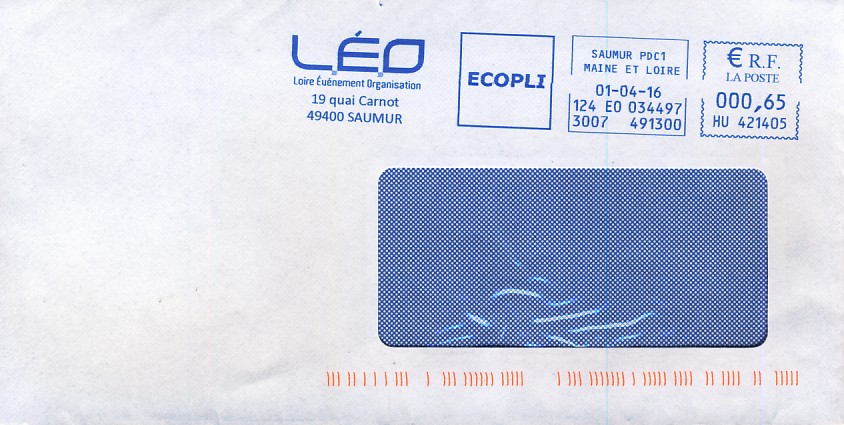 LÉO
Loire Événement Organisation
19 quai Carnot
49400 SAUMUR
ECOPLI
SAUMUR PDC1
MAINE ET LOIRE
01-04-16
124 EO 034497
3007 491300
€ R.F.
LA POSTE
000,65
HU 421405